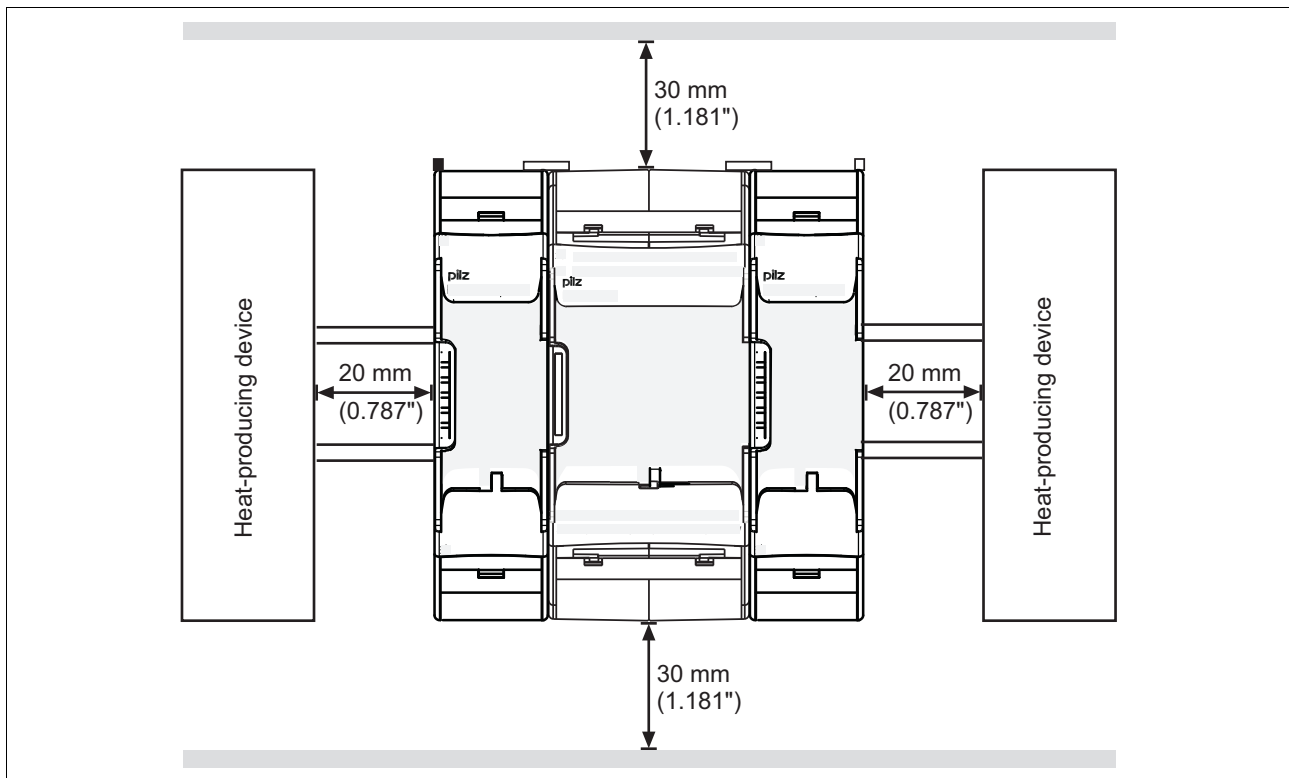 30 mm
(1.181")
pilz
pilz
pilz
Heat-producing device
20 mm
(0.787")
20 mm
(0.787")
Heat-producing device
30 mm
(1.181")